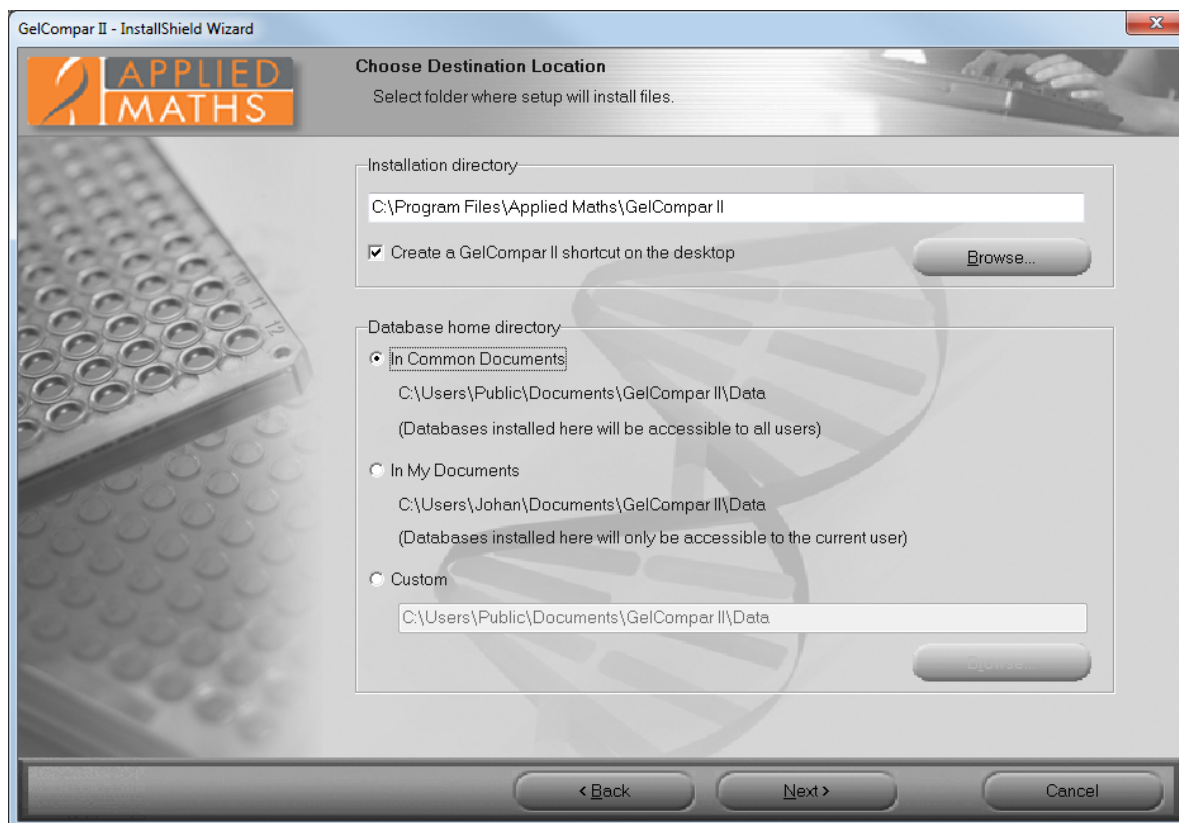 GelCompar II - InstallShield Wizard
APPLIED
MATHS
Choose Destination Location
Select folder where setup will install files.
Installation directory
C:\Program Files\Applied Maths\GelCompar II
Create a GelCompar II shortcut on the desktop
Browse...
10 11 12
Database home directory
In Common Documents
C:\Users\Public\Documents\GelCompar II\Data
(Databases installed here will be accessible to all users)
In My Documents
C:\Users\Johan\Documents\GelCompar II\Data
(Databases installed here will only be accessible to the current user)
Custom
C:\Users\Public\Documents\GelCompar II\Data
Browse...
< Back
Next >
Cancel